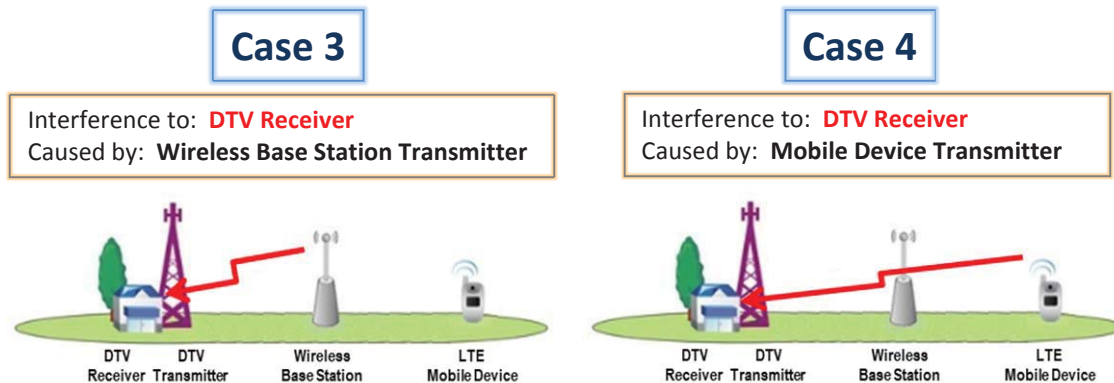 Case 3
Interference to: DTV Receiver
Caused by: Wireless Base Station Transmitter
DTV Receiver
DTV Transmitter
Wireless Base Station
LTE Mobile Device
Case 4
Interference to: DTV Receiver
Caused by: Mobile Device Transmitter
DTV Receiver
DTV Transmitter
Wireless Base Station
LTE Mobile Device